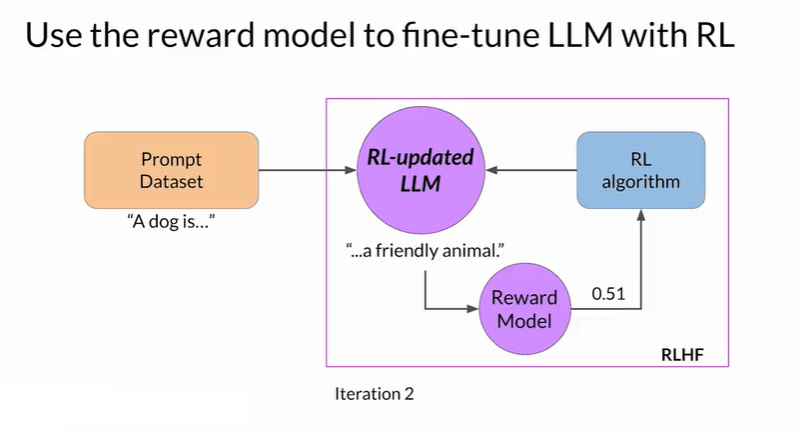 Use the reward model to fine-tune LLM with RL
Prompt
Dataset
“A dog is...”
RL-updated
LLM
RL
algorithm
“...a friendly animal.”
Reward
Model
0.51
RLHF
Iteration 2